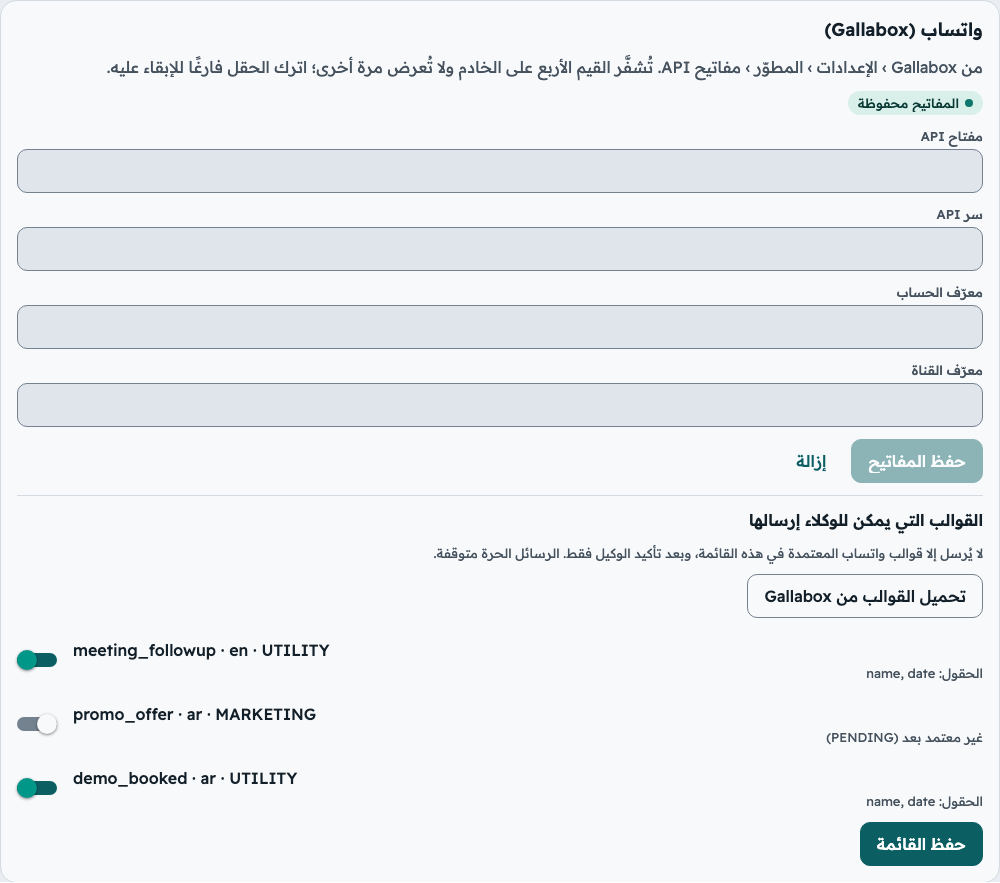 واتساب (Gallabox)
من Gallabox › الإعدادات › المطوّر › مفاتيح API. تُشفَّر القيم الأربع على الخادم ولا تُعرض مرة أخرى؛ اترك الحقل فارغًا للإبقاء عليه.
المفاتيح محفوظة
مفتاح API
سر API
معرّف الحساب
معرّف القناة
حفظ المفاتيح
إزالة
القوالب التي يمكن للوكلاء إرسالها
لا يُرسل إلا قوالب واتساب المعتمدة في هذه القائمة، وبعد تأكيد الوكيل فقط. الرسائل الحرة متوقفة.
تحميل القوالب من Gallabox
meeting_followup · en · UTILITY
الحقول: name, date
promo_offer · ar · MARKETING
غير معتمد بعد (PENDING)
demo_booked · ar · UTILITY
الحقول: name, date
حفظ القائمة